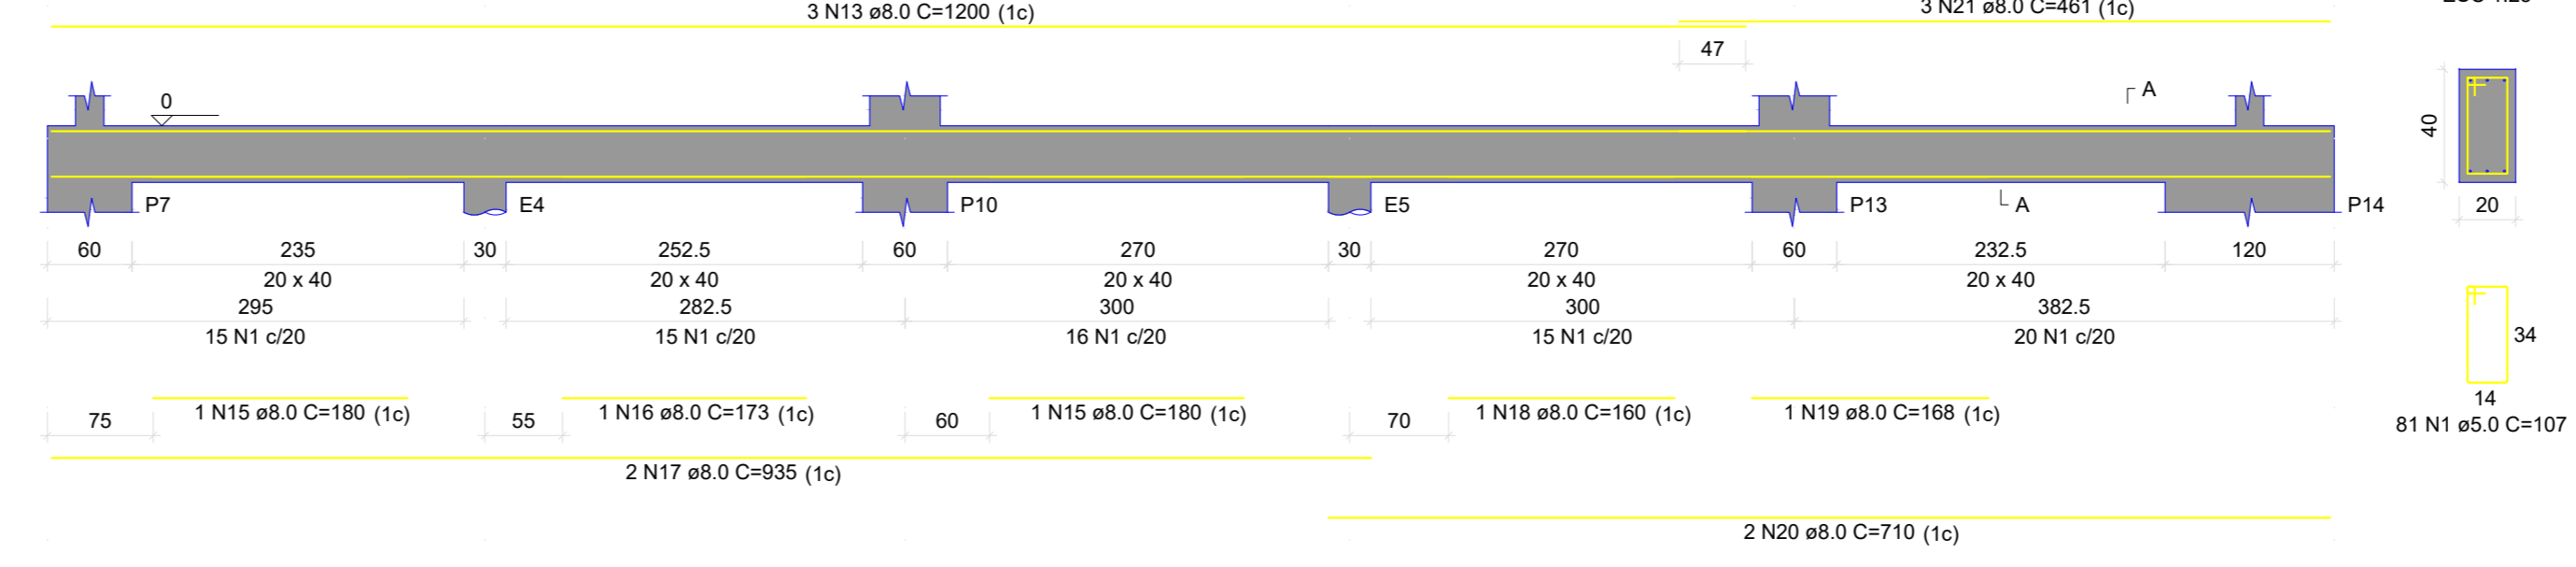 3 N13 ø8.0 C=1200 (1c)
3 N21 ø8.0 C=461 (1c)
47
0
A
40
P7
E4
P10
E5
P13
A
P14
20
60 235 30 252.5 60 270 30 270 60 232.5 120
20 x 40 20 x 40 20 x 40 20 x 40 20 x 40
295 282.5 300 300 382.5
15 N1 c/20 15 N1 c/20 16 N1 c/20 15 N1 c/20 20 N1 c/20
34
14
81 N1 ø5.0 C=107
75 1 N15 ø8.0 C=180 (1c) 55 1 N16 ø8.0 C=173 (1c) 60 1 N15 ø8.0 C=180 (1c) 70 1 N18 ø8.0 C=160 (1c) 1 N19 ø8.0 C=168 (1c)
2 N17 ø8.0 C=935 (1c)
2 N20 ø8.0 C=710 (1c)